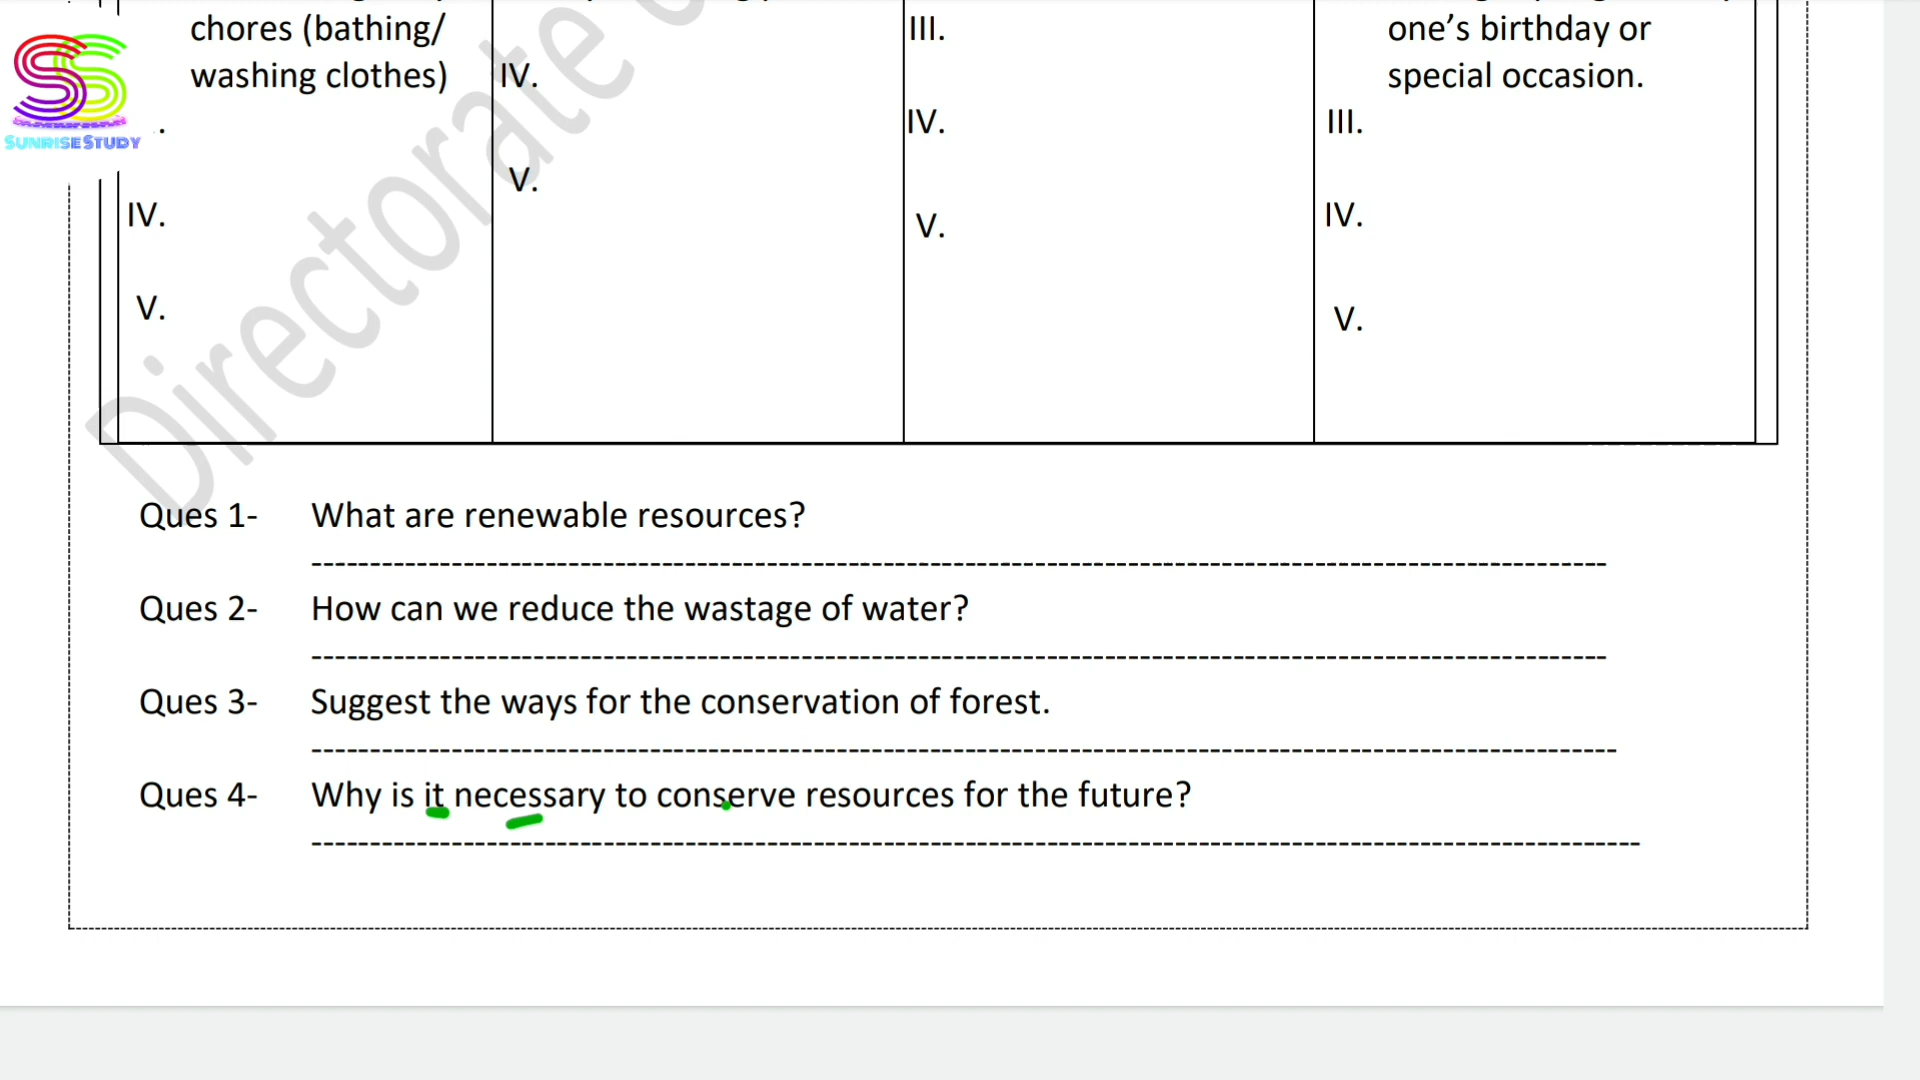 chores (bathing/
washing clothes)
.
IV.
V.
IV.
V.
III.
IV.
V.
one’s birthday or
special occasion.
III.
IV.
V.
SUNRISE STUDY
Directorate
Ques 1- What are renewable resources?
Ques 2- How can we reduce the wastage of water?
Ques 3- Suggest the ways for the conservation of forest.
Ques 4- Why is it necessary to conserve resources for the future?